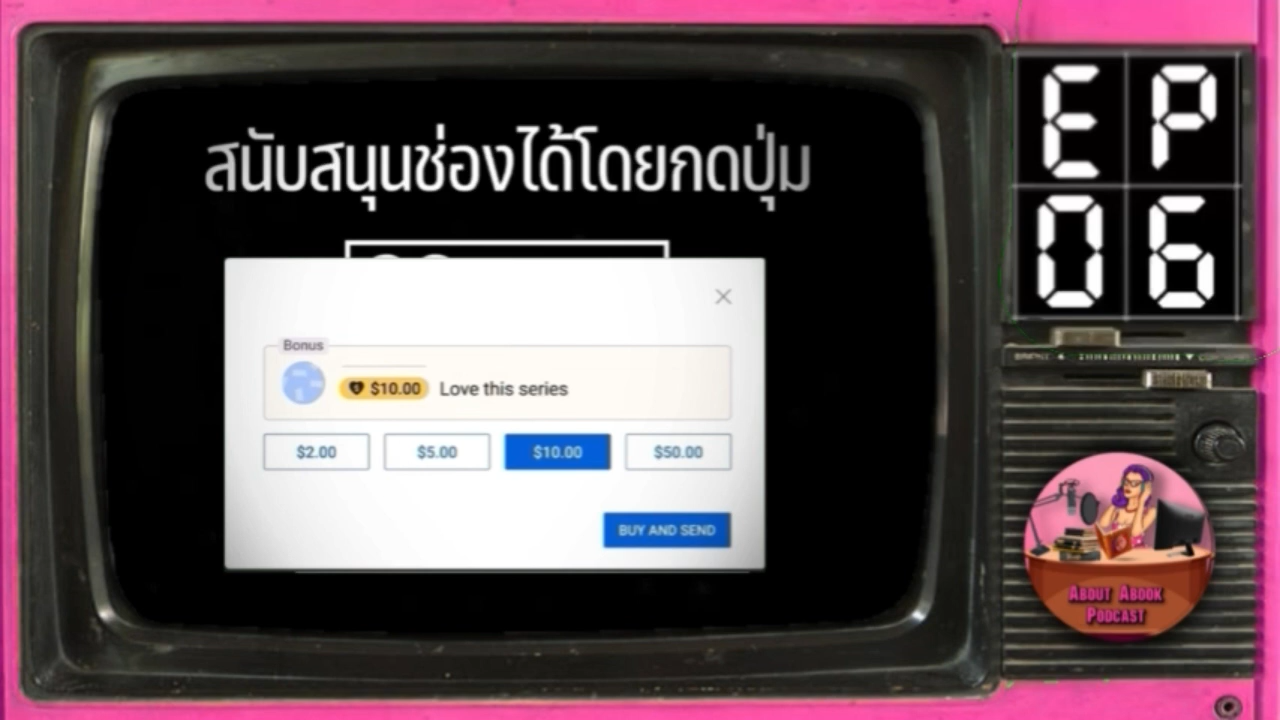 สนับสนุนช่องได้โดยกดปุ่ม
Bonus
$10.00 Love this series
$2.00 $5.00 $10.00 $50.00
BUY AND SEND
EP
06
ABOUT ABOOK
PODCAST